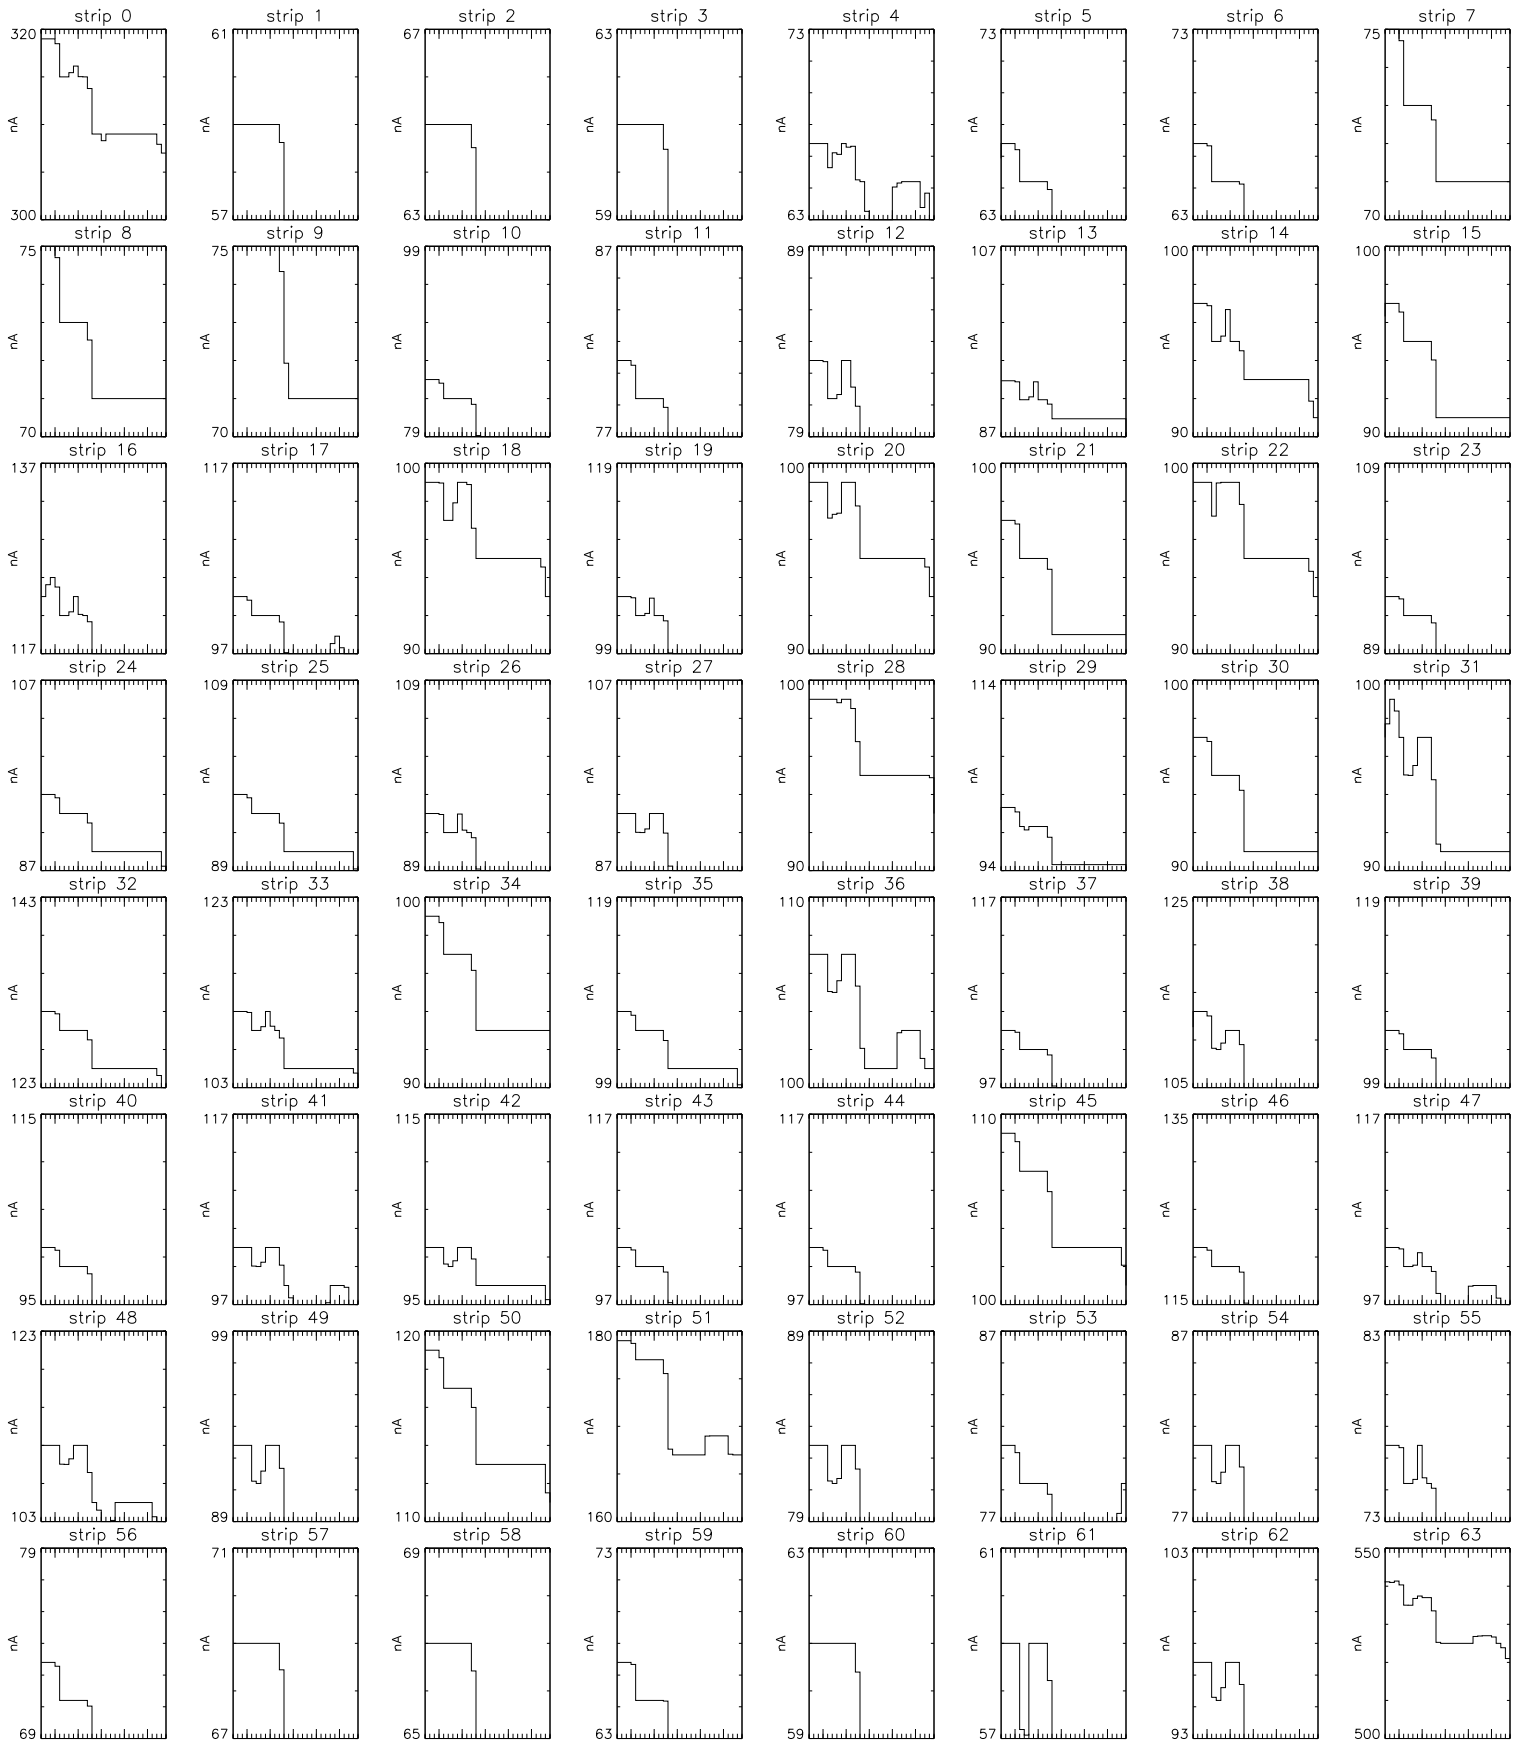 strip 0 strip 1 strip 2 strip 3 strip 4 strip 5 strip 6 strip 7
320 61 67 63 73 73 73 75
nA nA nA nA nA nA nA nA
300 57 63 59 63 63 63 70
strip 8 strip 9 strip 10 strip 11 strip 12 strip 13 strip 14 strip 15
75 75 99 87 89 107 100 100
nA nA nA nA nA nA nA nA
70 70 79 77 79 87 90 90
strip 16 strip 17 strip 18 strip 19 strip 20 strip 21 strip 22 strip 23
137 117 100 119 100 100 100 109
nA nA nA nA nA nA nA nA
117 97 90 99 90 90 90 89
strip 24 strip 25 strip 26 strip 27 strip 28 strip 29 strip 30 strip 31
107 109 109 107 100 114 100 100
nA nA nA nA nA nA nA nA
87 89 89 87 90 94 90 90
strip 32 strip 33 strip 34 strip 35 strip 36 strip 37 strip 38 strip 39
143 123 100 119 110 117 125 119
nA nA nA nA nA nA nA nA
123 103 90 99 100 97 105 99
strip 40 strip 41 strip 42 strip 43 strip 44 strip 45 strip 46 strip 47
115 117 115 117 117 110 135 117
nA nA nA nA nA nA nA nA
95 97 95 97 97 100 115 97
strip 48 strip 49 strip 50 strip 51 strip 52 strip 53 strip 54 strip 55
123 99 120 180 89 87 87 83
nA nA nA nA nA nA nA nA
103 89 110 160 79 77 77 73
strip 56 strip 57 strip 58 strip 59 strip 60 strip 61 strip 62 strip 63
79 71 69 73 63 61 103 550
nA nA nA nA nA nA nA nA
69 67 65 63 59 57 93 500